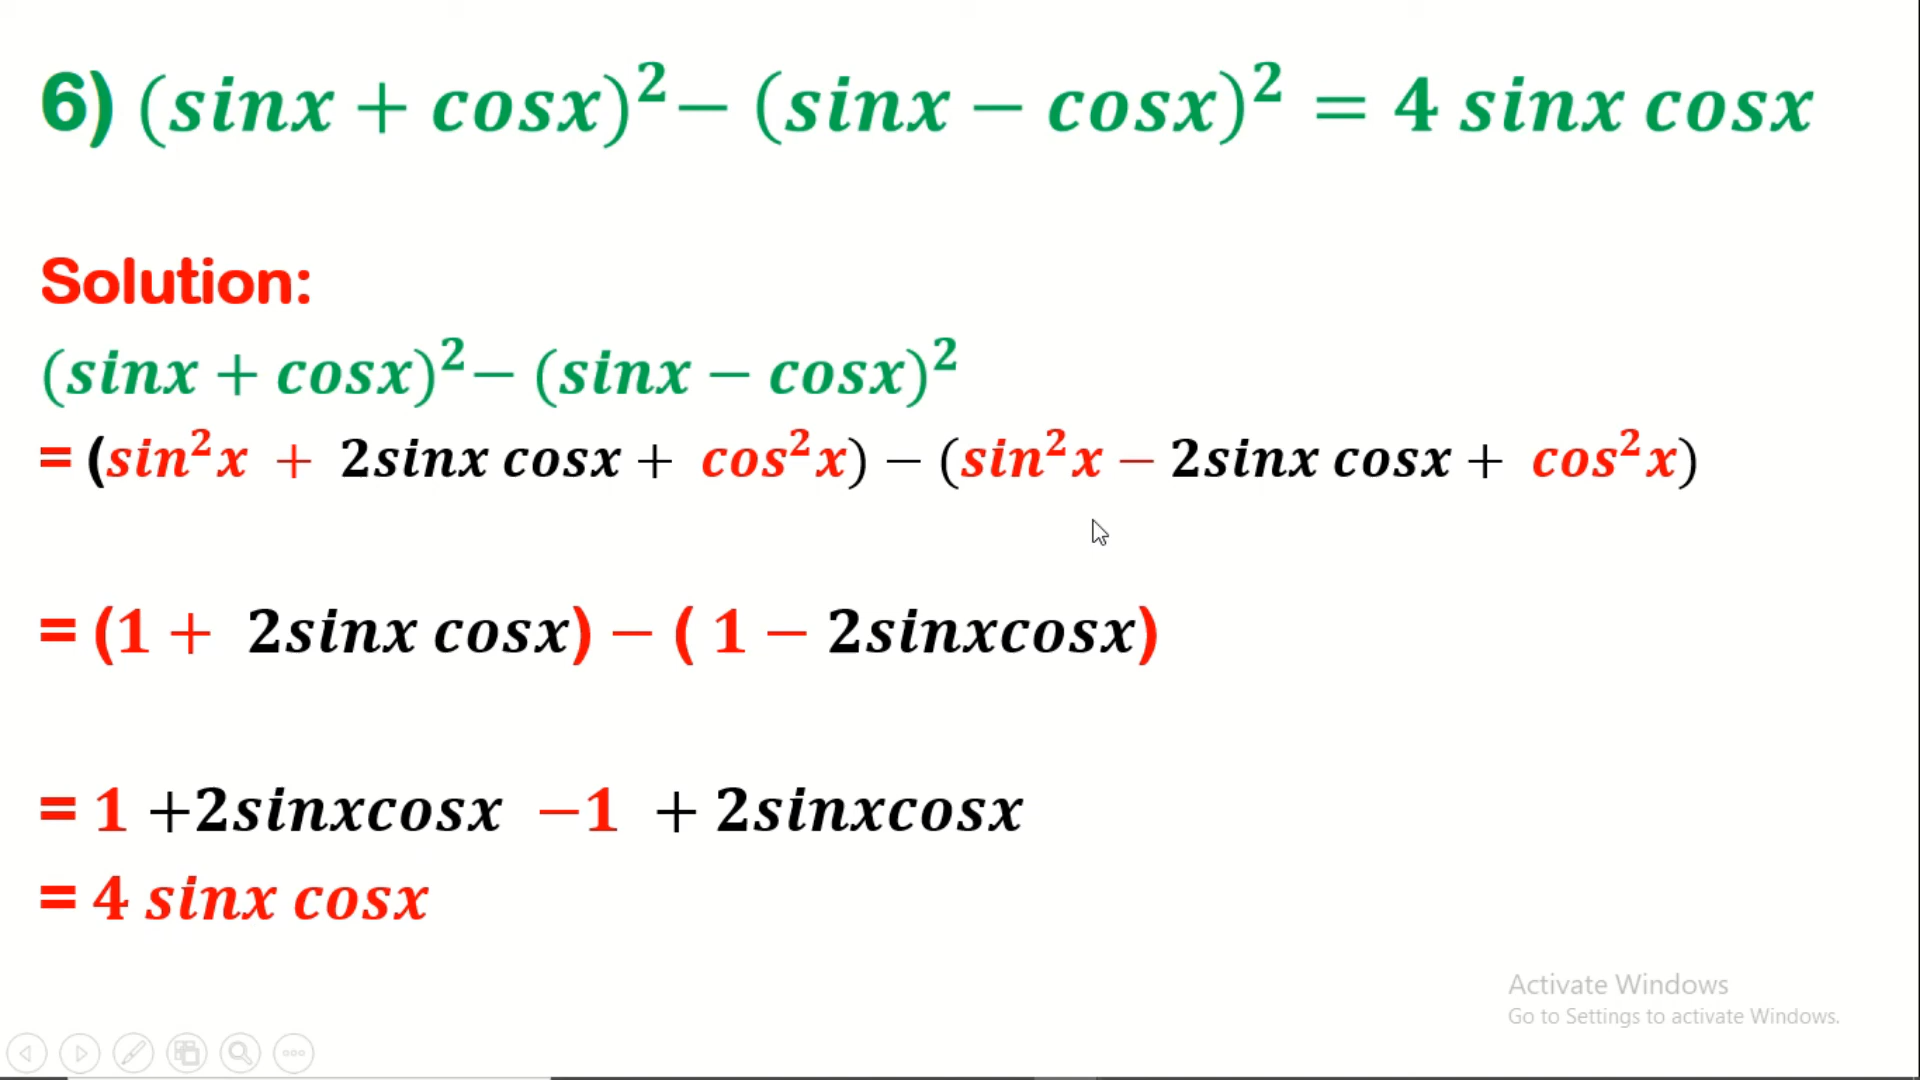 6) (sinx + cosx)² − (sinx − cosx)² = 4 sinx cosx
Solution:
(sinx + cosx)² − (sinx − cosx)²
= (sin²x + 2sinx cosx + cos²x) − (sin²x − 2sinx cosx + cos²x)
= (1 + 2sinx cosx) − ( 1 − 2sinxcosx)
= 1 +2sinxcosx −1 + 2sinxcosx
= 4 sinx cosx
Activate Windows
Go to Settings to activate Windows.